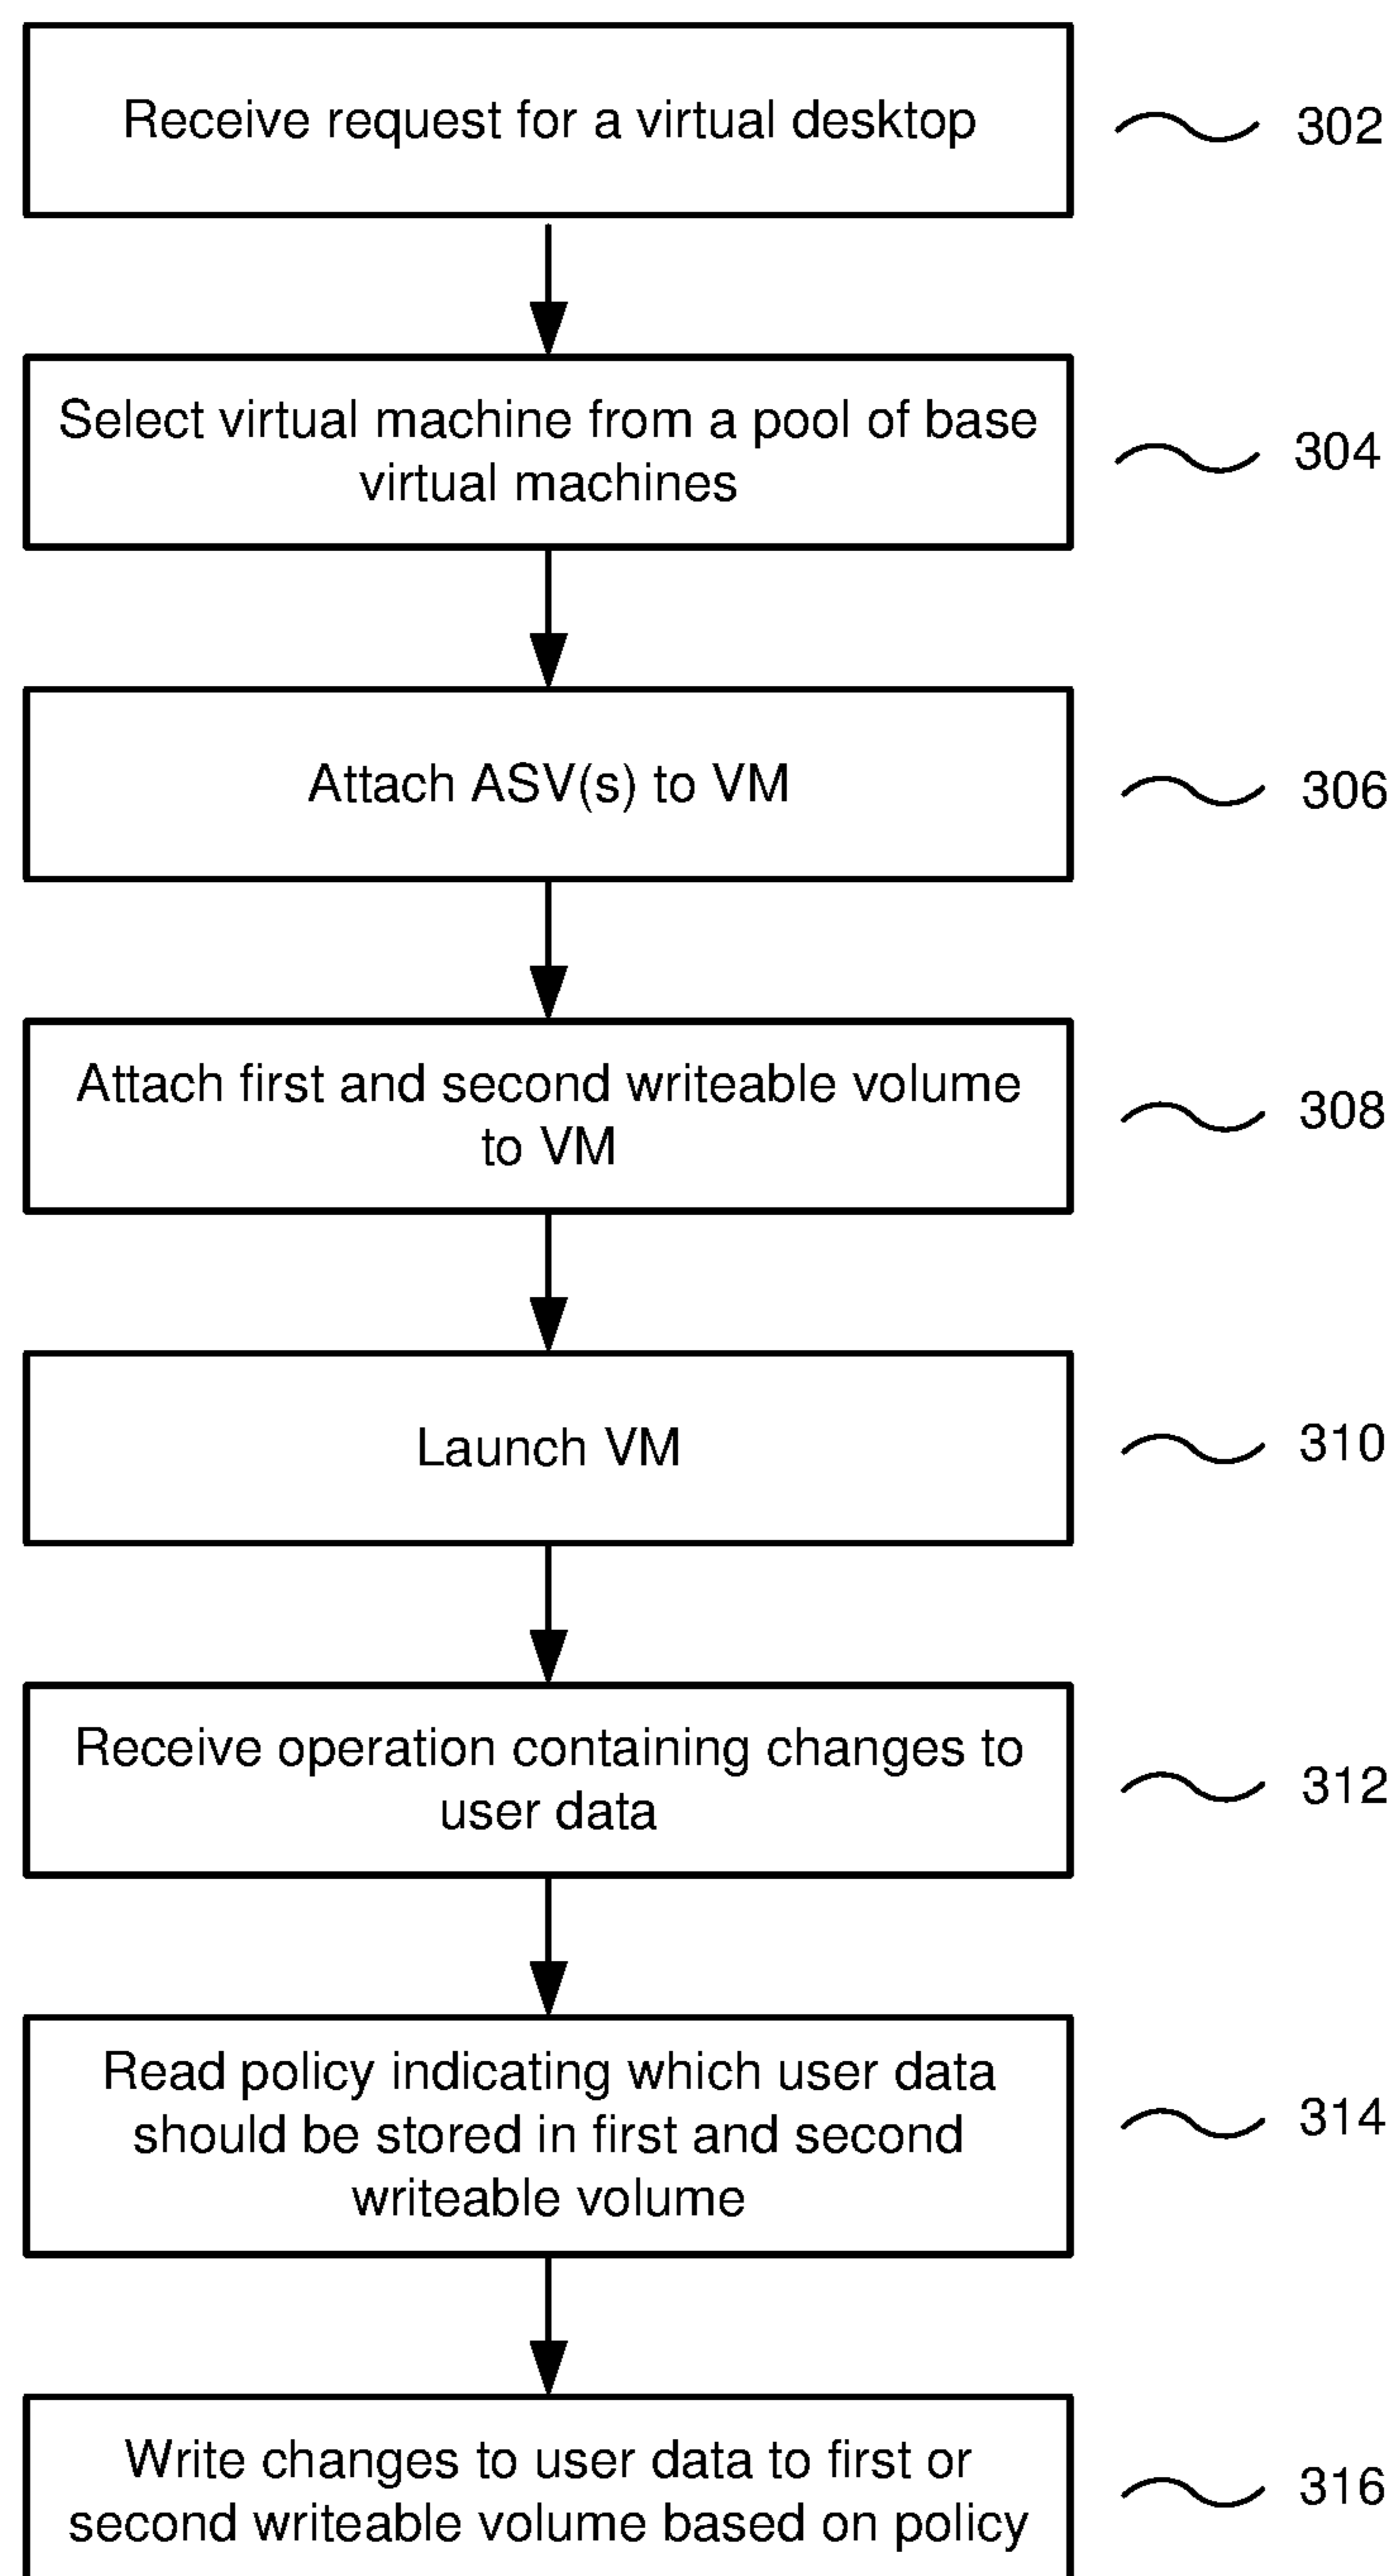 Receive request for a virtual desktop
302
Select virtual machine from a pool of base
virtual machines
304
Attach ASV(s) to VM
306
Attach first and second writeable volume
to VM
308
Launch VM
310
Receive operation containing changes to
user data
312
Read policy indicating which user data
should be stored in first and second
writeable volume
314
Write changes to user data to first or
second writeable volume based on policy
316